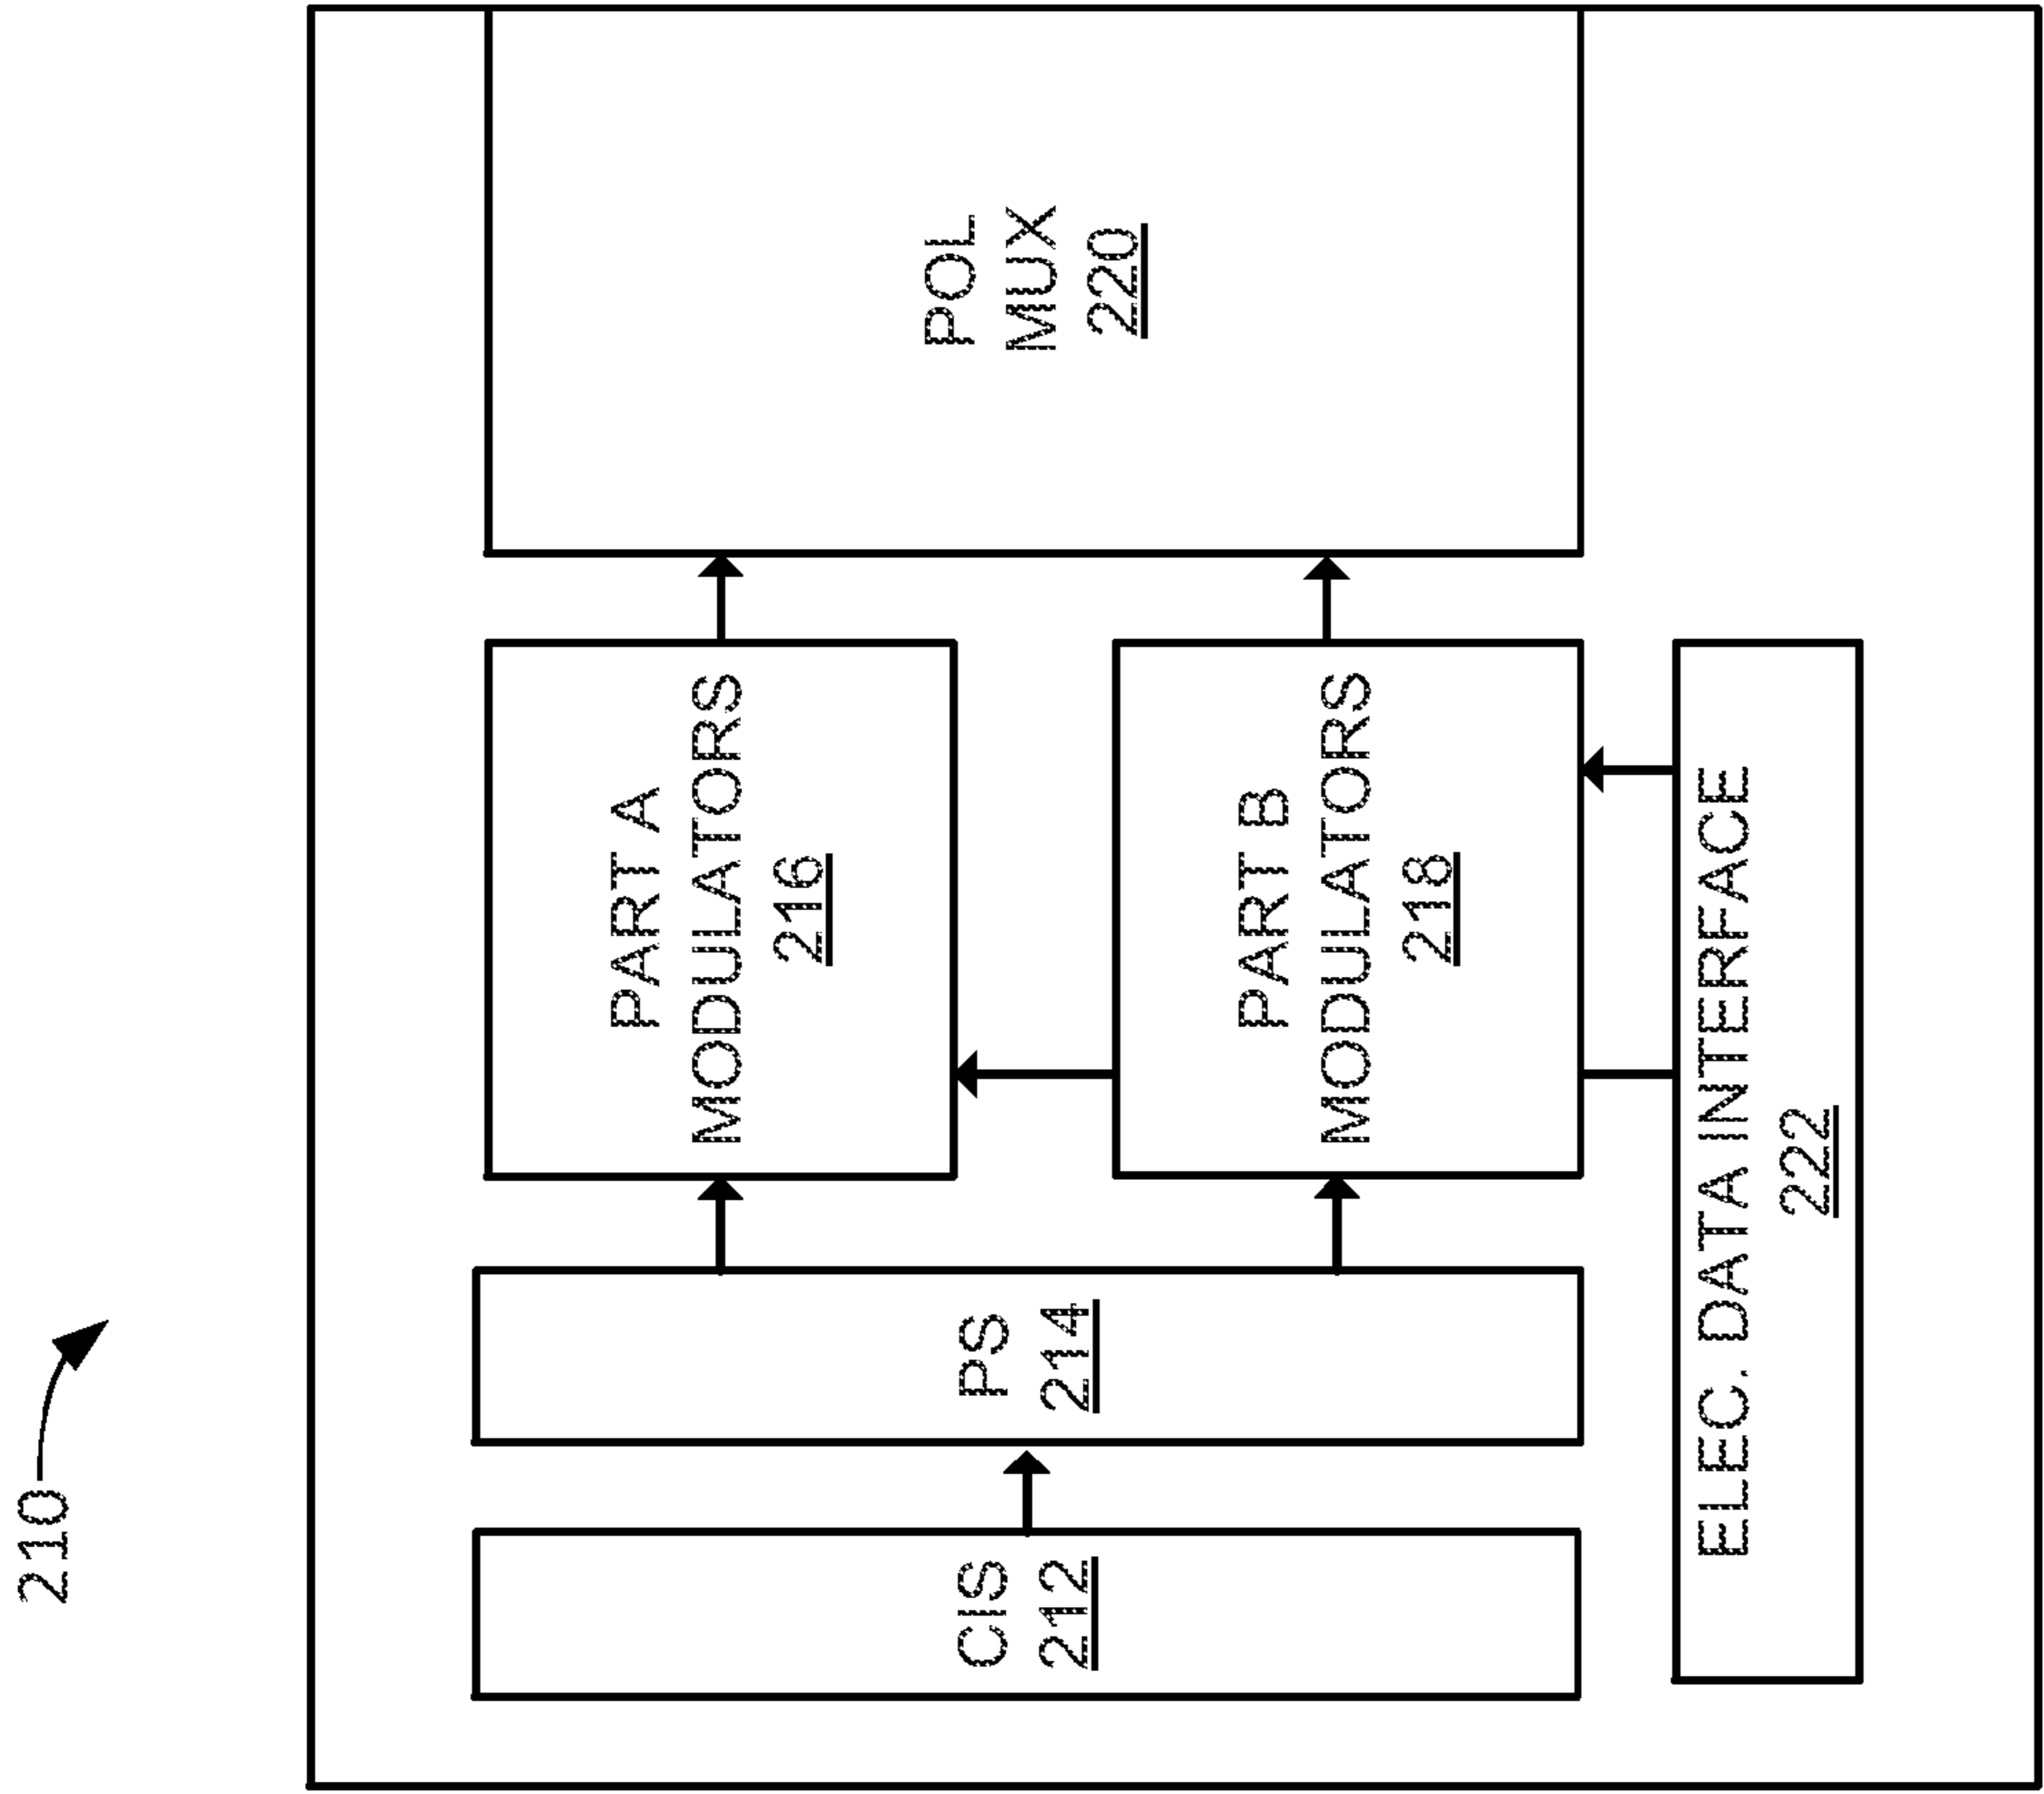 210
CIS
212
PS
214
PART A
MODULATORS
216
PART B
MODULATORS
218
POL
MUX
220
ELEC. DATA INTERFACE
222